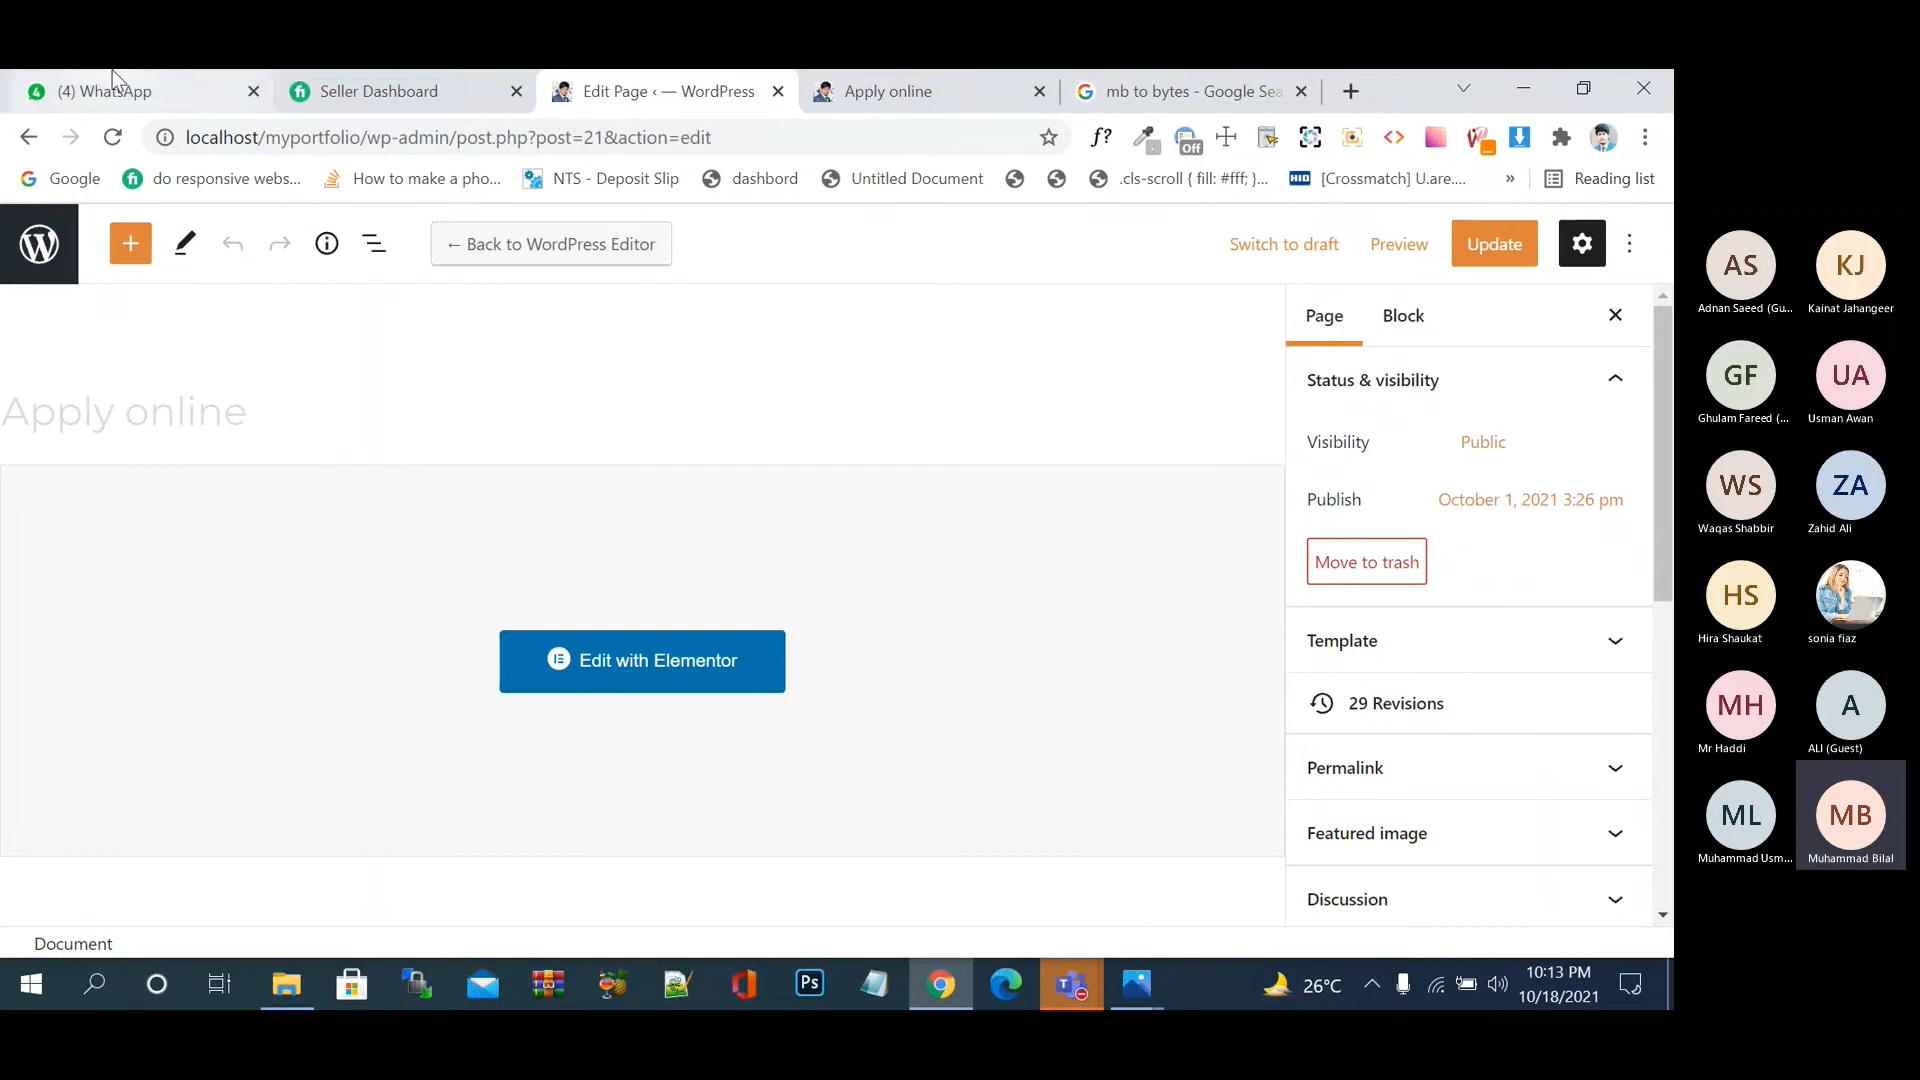 (4) WhatsApp
Seller Dashboard
Edit Page ‹ — WordPress
Apply online
mb to bytes - Google Sea
localhost/myportfolio/wp-admin/post.php?post=21&action=edit
f?
Off
Google
do responsive webs...
How to make a pho...
NTS - Deposit Slip
dashbord
Untitled Document
.cls-scroll { fill: #fff; }...
HID
[Crossmatch] U.are....
»
Reading list
← Back to WordPress Editor
Switch to draft
Preview
Update
Page
Block
Status & visibility
Apply online
Visibility
Public
Publish
October 1, 2021 3:26 pm
Move to trash
Template
Edit with Elementor
29 Revisions
Permalink
Featured image
Discussion
Document
Ps
26°C
10:13 PM
10/18/2021
AS
Adnan Saeed (Gu...
KJ
Kainat Jahangeer
GF
Ghulam Fareed (...
UA
Usman Awan
WS
Waqas Shabbir
ZA
Zahid Ali
HS
Hira Shaukat
sonia fiaz
MH
Mr Haddi
A
ALI (Guest)
ML
Muhammad Usm...
MB
Muhammad Bilal